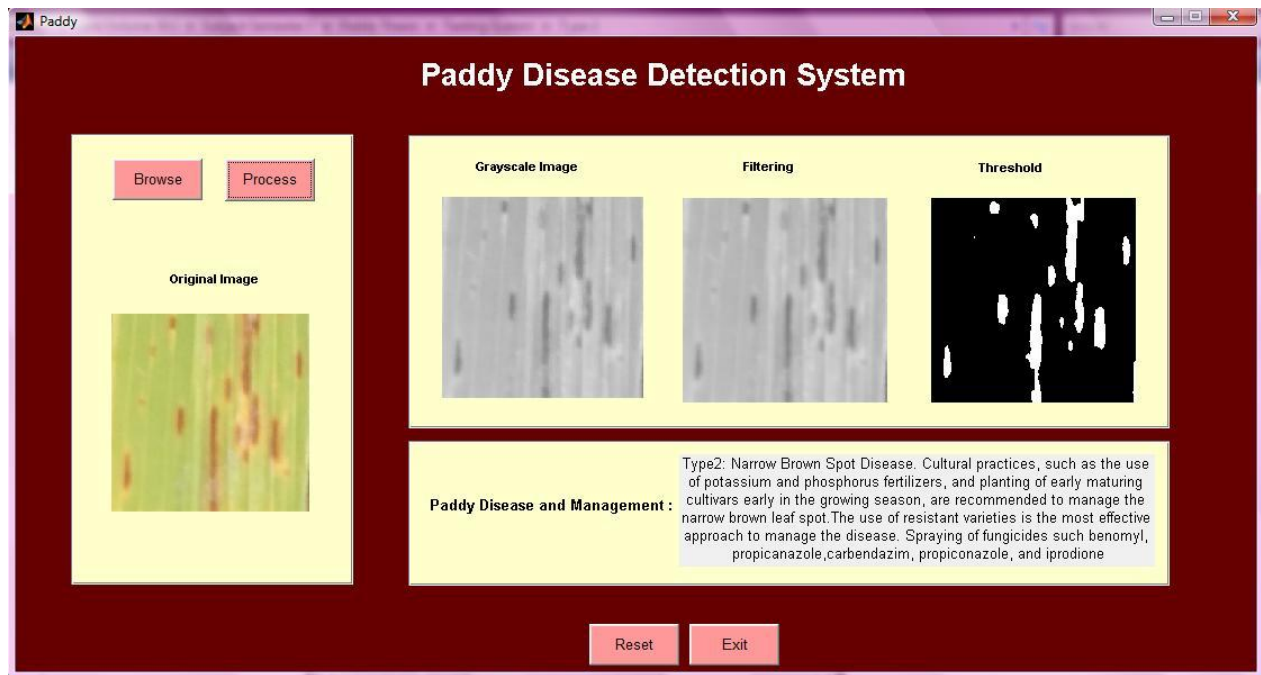 Paddy
Paddy Disease Detection System
Browse
Process
Original Image
Grayscale Image
Filtering
Threshold
Paddy Disease and Management :
Type2: Narrow Brown Spot Disease. Cultural practices, such as the use
of potassium and phosphorus fertilizers, and planting of early maturing
cultivars early in the growing season, are recommended to manage the
narrow brown leaf spot.The use of resistant varieties is the most effective
approach to manage the disease. Spraying of fungicides such benomyl,
propicanazole,carbendazim, propiconazole, and iprodione
Reset
Exit